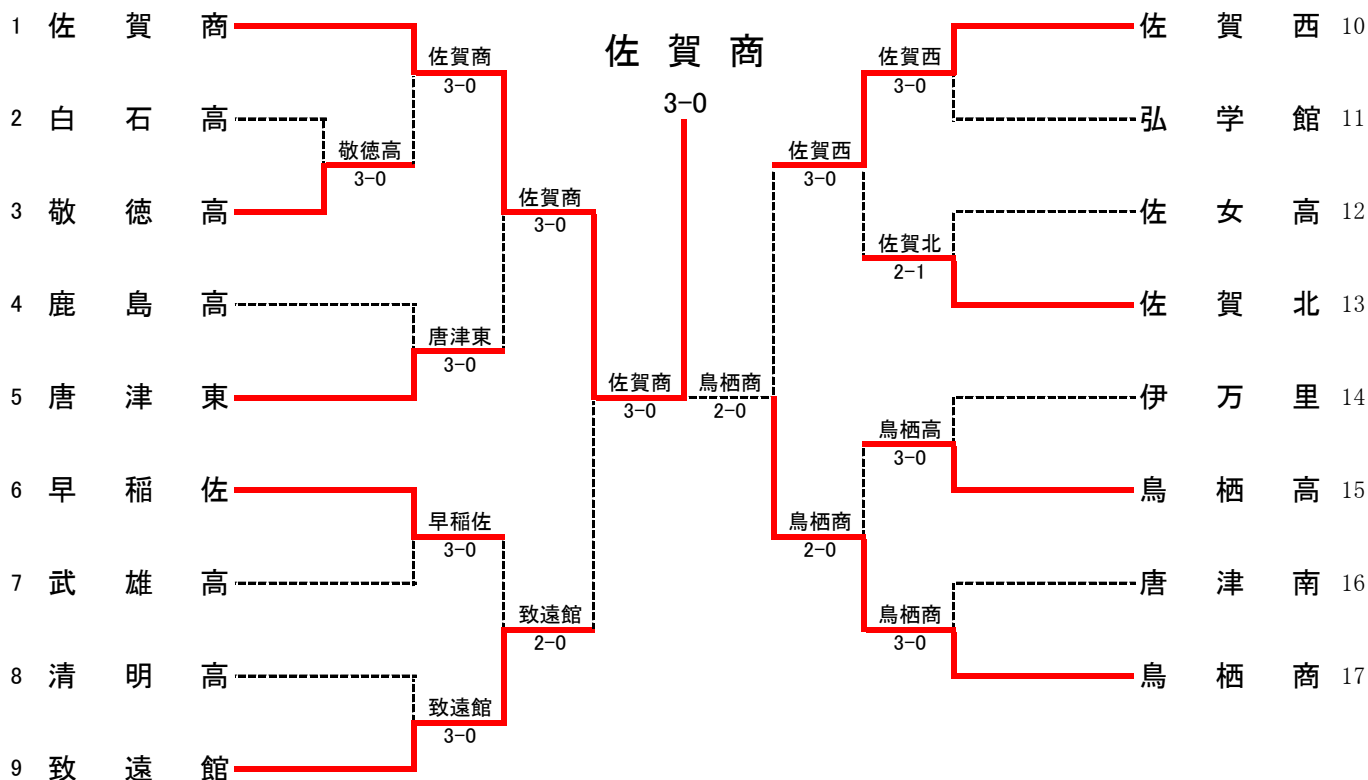 佐賀商
3-0
1 佐賀商
2 白石高
3 敬徳高
4 鹿島高
5 唐津東
6 早稲佐
7 武雄高
8 清明高
9 致遠館
敬徳高
3-0
佐賀商
3-0
唐津東
3-0
早稲佐
3-0
致遠館
3-0
佐賀商
3-0
致遠館
2-0
佐賀商
3-0
鳥栖商
2-0
佐賀西
3-0
鳥栖商
2-0
佐賀西
3-0
佐賀北
2-1
鳥栖高
3-0
鳥栖商
3-0
佐賀西 10
弘学館 11
佐女高 12
佐賀北 13
伊万里 14
鳥栖高 15
唐津南 16
鳥栖商 17